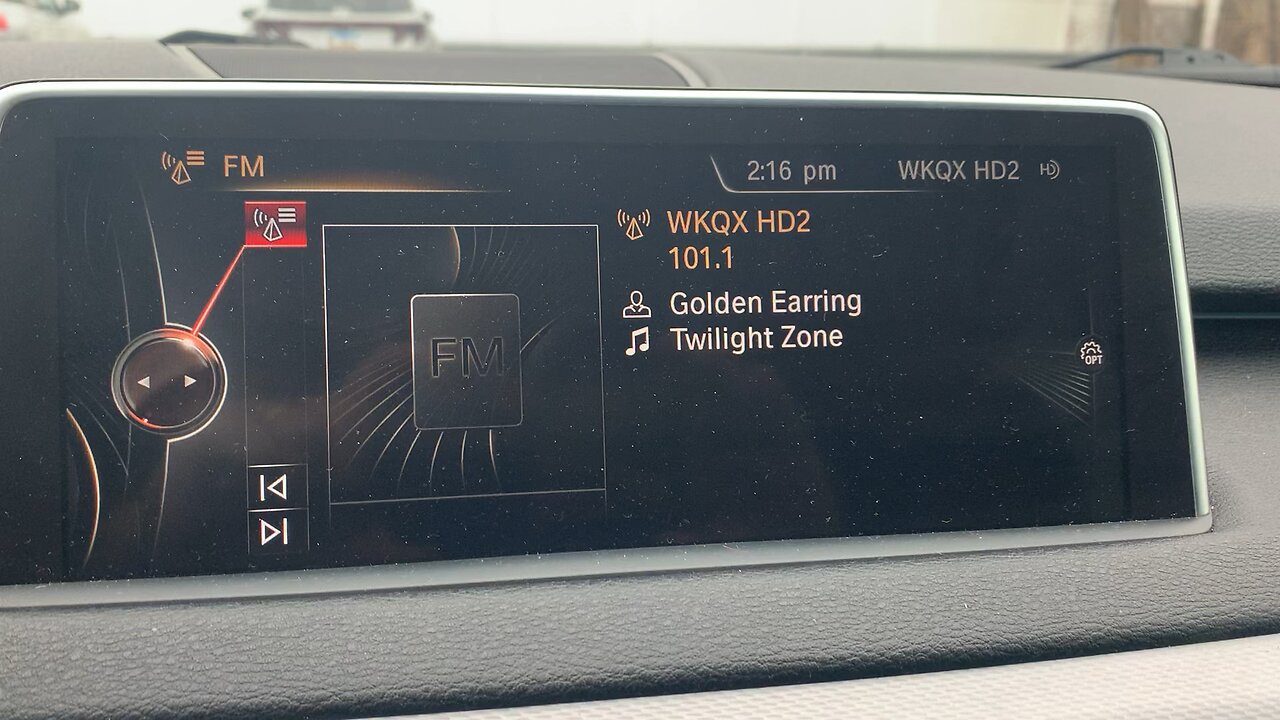 FM
2:16 pm
WKQX HD2
HD
FM
WKQX HD2
101.1
Golden Earring
Twilight Zone
OPT